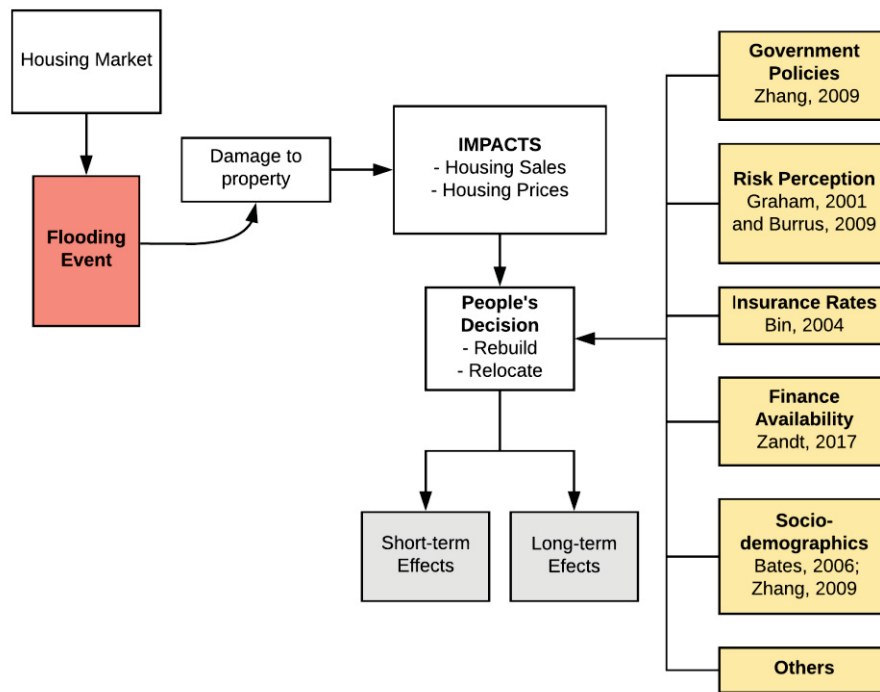 Housing Market
Flooding
Event
Damage to
property
IMPACTS
- Housing Sales
- Housing Prices
People's
Decision
- Rebuild
- Relocate
Short-term
Effects
Long-term
Efects
Government
Policies
Zhang, 2009
Risk Perception
Graham, 2001
and Burrus, 2009
Insurance Rates
Bin, 2004
Finance
Availability
Zandt, 2017
Socio-
demographics
Bates, 2006;
Zhang, 2009
Others